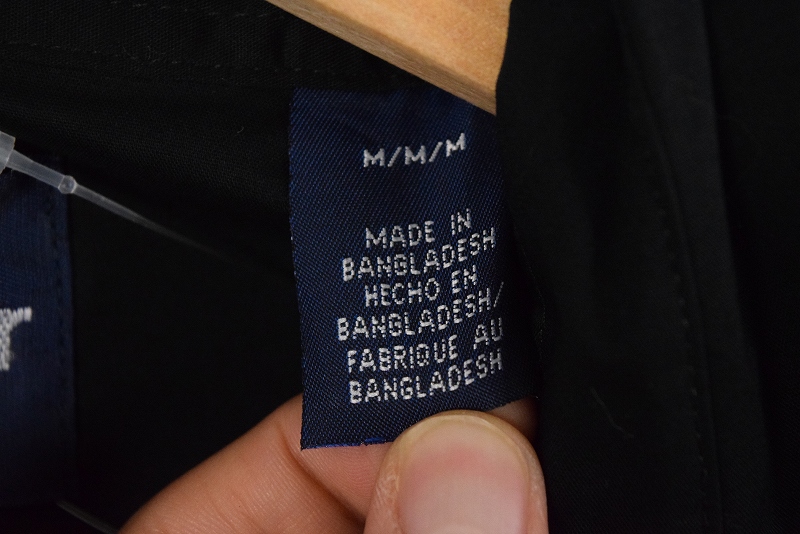 M/M/M
MADE IN
BANGLADESH
HECHO EN
BANGLADESH/
FABRIQUE AU
BANGLADESH